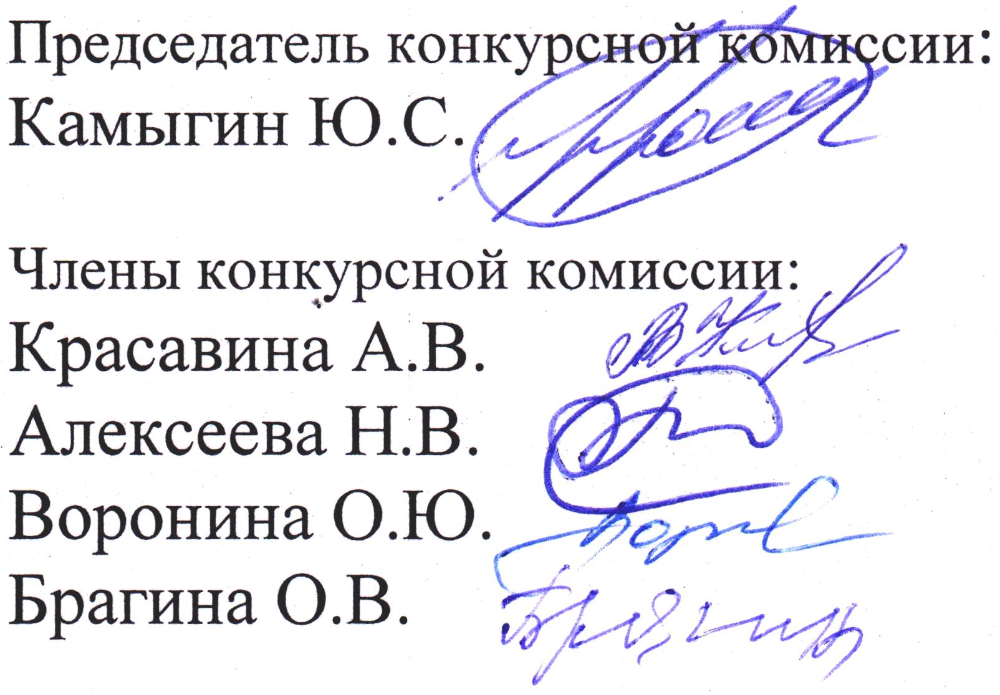 Председатель конкурсной комиссии:
Камыгин Ю.С.
Члены конкурсной комиссии:
Красавина А.В.
Алексеева Н.В.
Воронина О.Ю.
Брагина О.В.